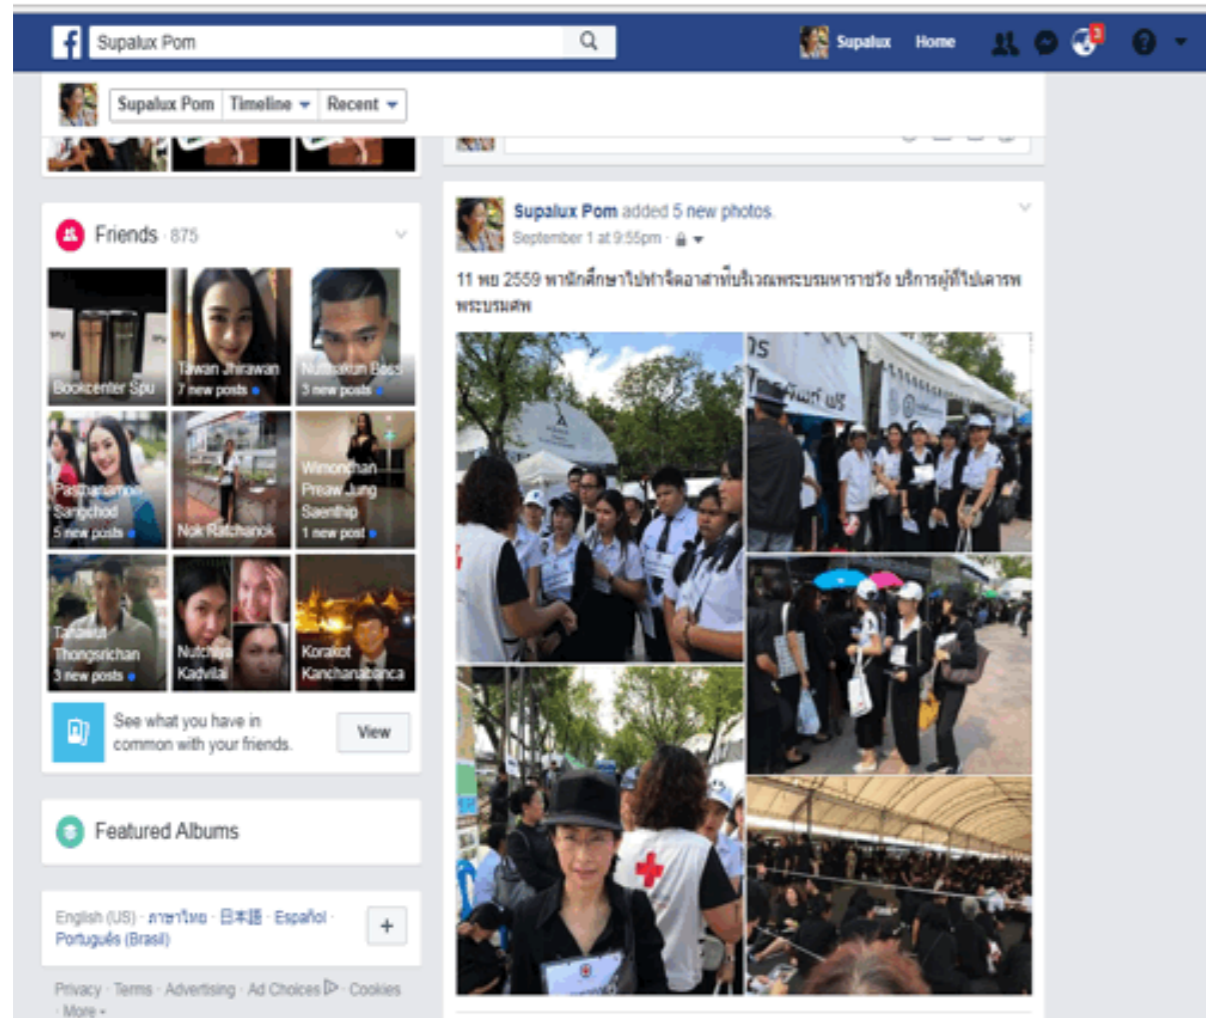 Supalux Pom
Supalux Home
3
Supalux Pom Timeline Recent
Friends · 875
Bookcenter Spu
Tawan Jhirawan
7 new posts
Nutthakun Boss
3 new posts
Sangchod
5 new posts
Nok Ratchanok
Wimonchan
Preaw Jung
Saenthip
1 new post
Tanawut
Thongsrichan
3 new posts
Nutchiya
Kadvilai
Korakot
Kanchanabanca
See what you have in
common with your friends.
View
Featured Albums
English (US) · ภาษาไทย · 日本語 · Español ·
Português (Brasil)
+
Privacy · Terms · Advertising · Ad Choices · Cookies
· More
Supalux Pom added 5 new photos.
September 1 at 9:55pm ·
11 พย 2559 พานักศึกษาไปทำจิตอาสาที่บริเวณพระบรมมหาราชวัง บริการผู้ที่ไปเคารพ
พระบรมศพ